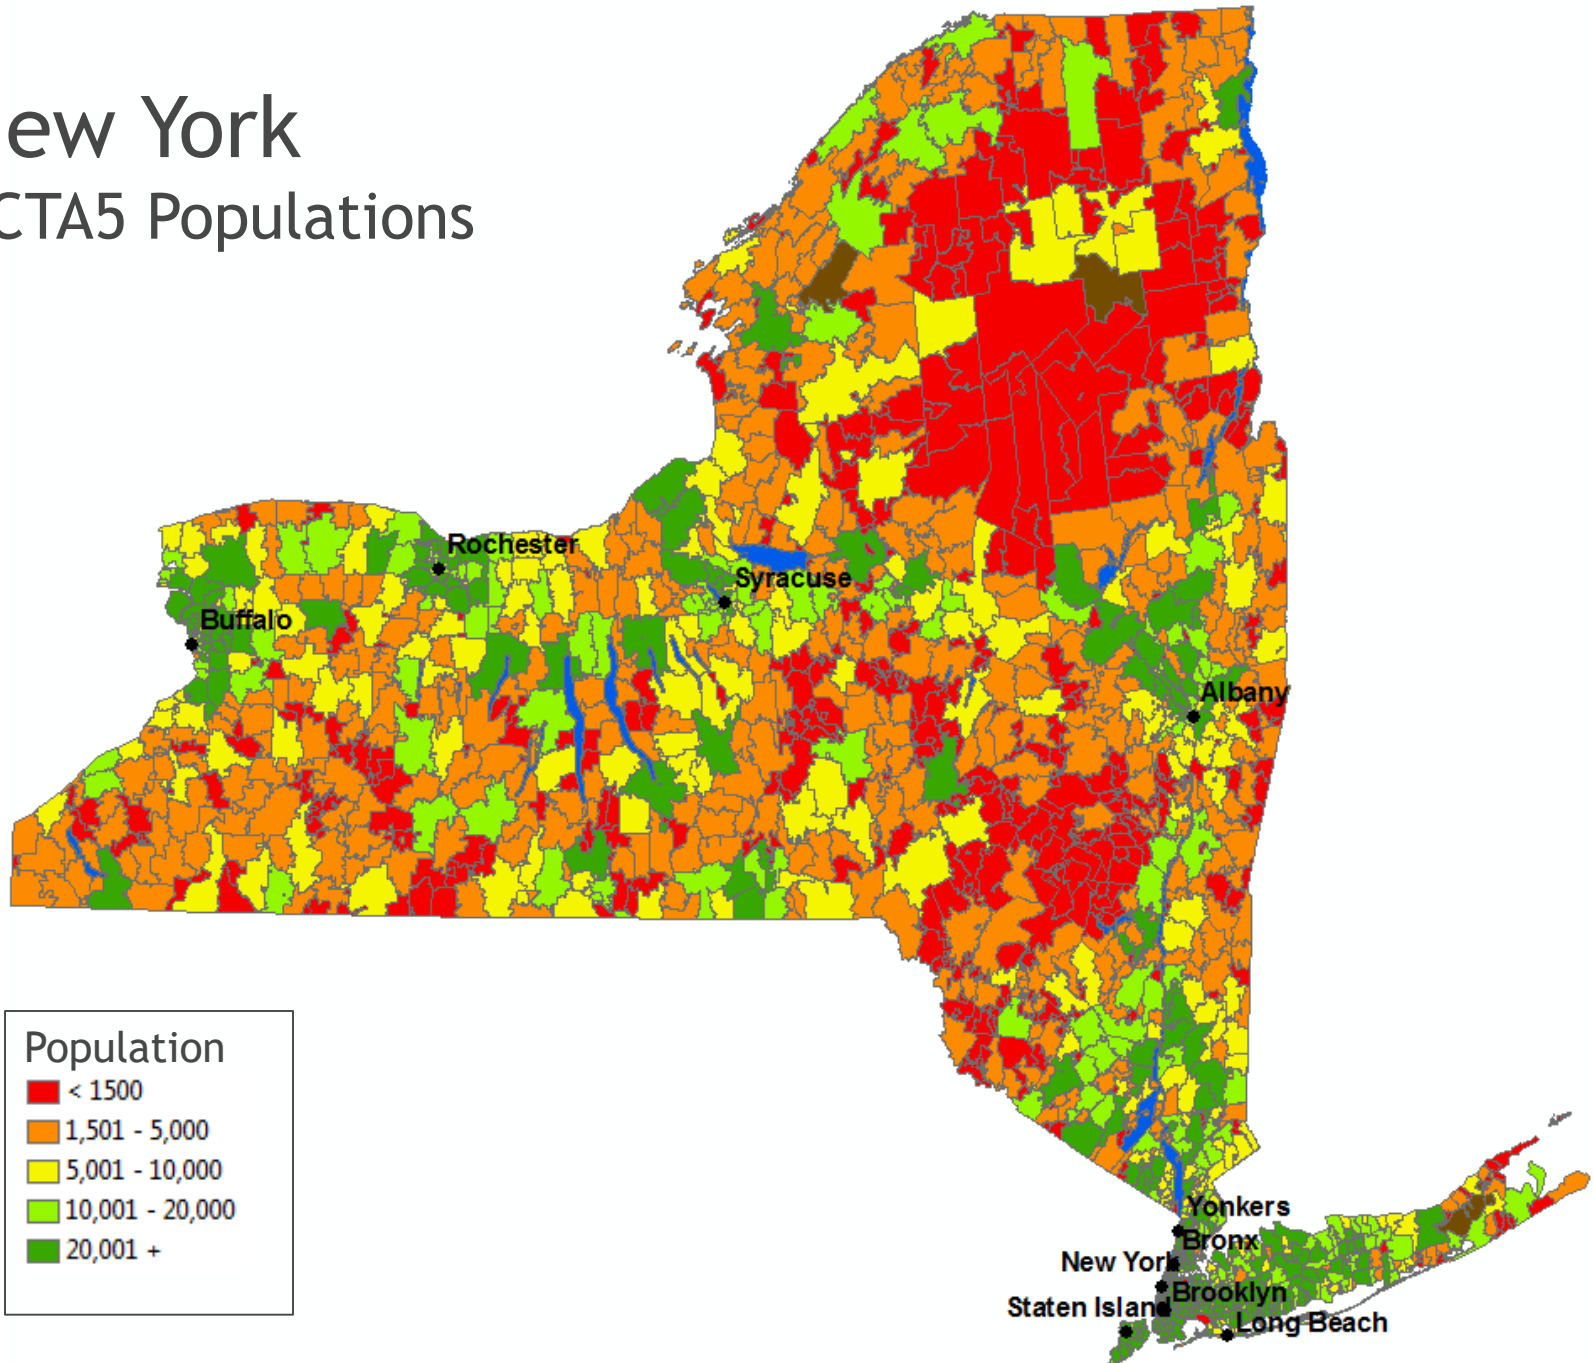 ew York
CTA5 Populations
Rochester
Syracuse
Buffalo
Albany
Population
< 1500
1,501 - 5,000
5,001 - 10,000
10,001 - 20,000
20,001 +
Yonkers
Bronx
New York
Brooklyn
Staten Island
Long Beach